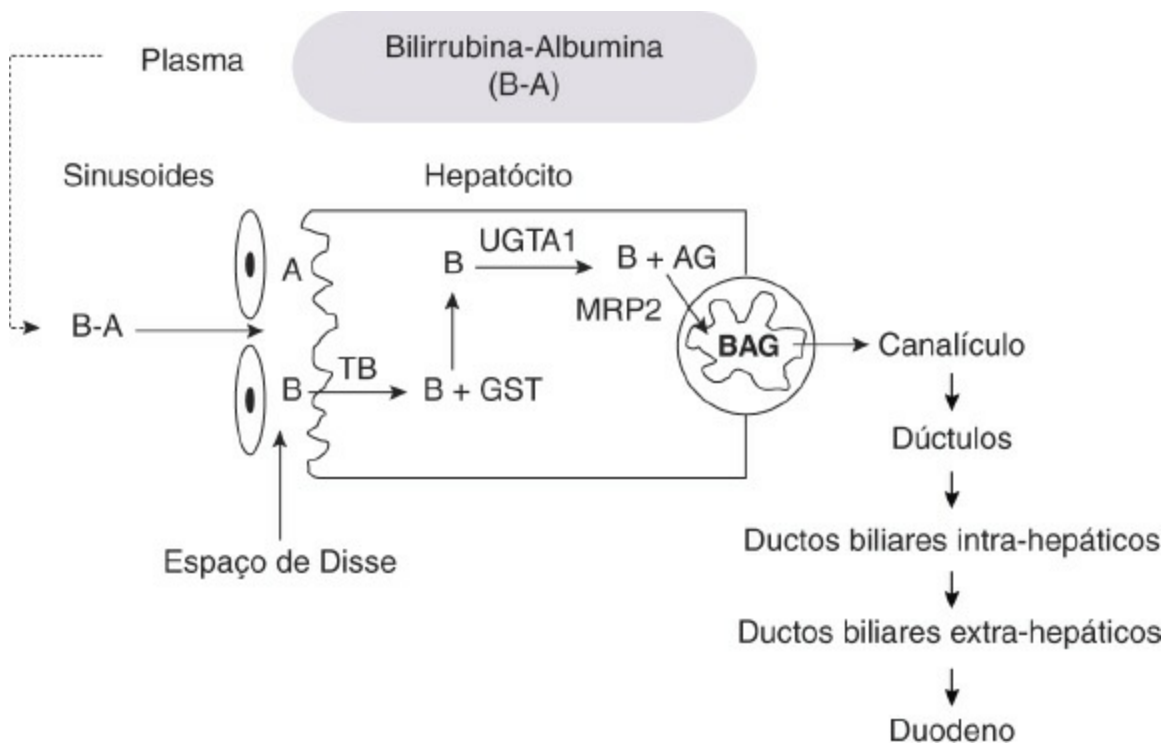 Plasma
Bilirrubina-Albumina
(B-A)
Sinusoides
Hepatócito
A
B
UGTA1
B + AG
MRP2
B-A
B
TB
B + GST
BAG
Canalículo
Dúctulos
Espaço de Disse
Ductos biliares intra-hepáticos
Ductos biliares extra-hepáticos
Duodeno